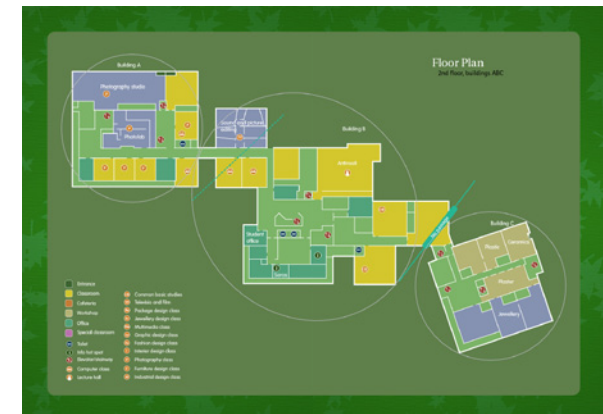 Floor Plan
2nd floor, buildings ABC
Building A
Photography studio
Photolab
Building B
Student
office
Building C
Plastic
Ceramics
Plaster
Jewellery
Entrance
Classroom
Cafeteria
Workshop
Office
Special classroom
Toilet
Info hot spot
Elevator/stairway
Computer class
Lecture hall
Common basic studies
Television and film
Package design class
Jewellery design class
Multimedia class
Graphic design class
Fashion design class
Interior design class
Photography class
Furniture design class
Industrial design class